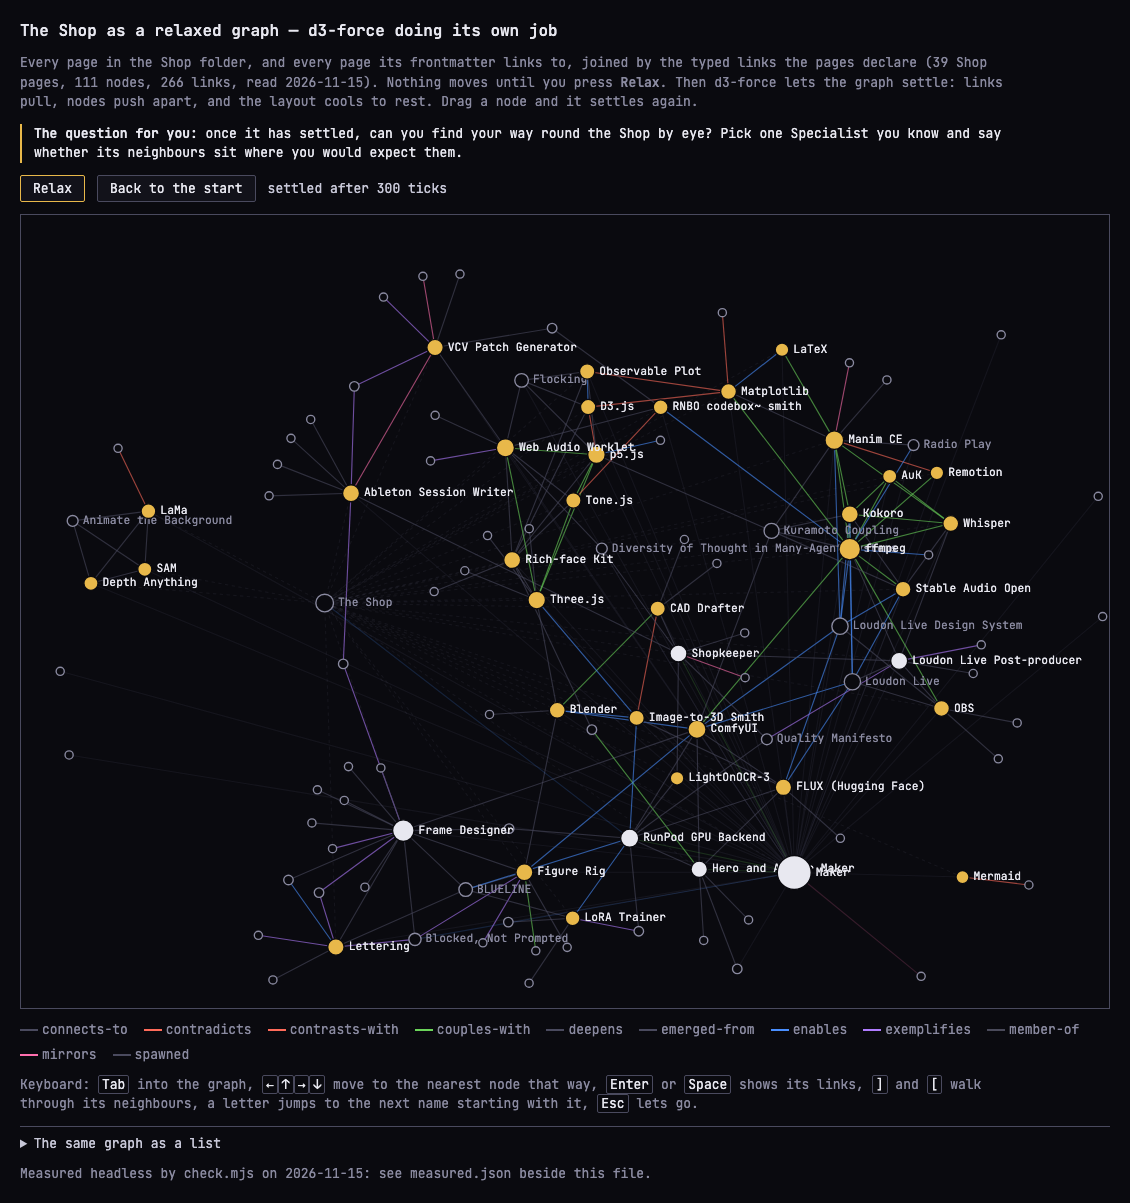 The Shop as a relaxed graph — d3-force doing its own job
Every page in the Shop folder, and every page its frontmatter links to, joined by the typed links the pages declare (39 Shop
pages, 111 nodes, 266 links, read 2026-11-15). Nothing moves until you press Relax. Then d3-force lets the graph settle: links
pull, nodes push apart, and the layout cools to rest. Drag a node and it settles again.
The question for you: once it has settled, can you find your way round the Shop by eye? Pick one Specialist you know and say
whether its neighbours sit where you would expect them.
Relax
Back to the start
settled after 300 ticks
VCV Patch Generator
LaTeX
Observable Plot
Flocking
Matplotlib
D3.js
RNBO codebox~ smith
Manim CE
Radio Play
Web Audio Worklet
p5.js
AuK
Remotion
Ableton Session Writer
Tone.js
LaMa
Kokoro
Animate the Background
Whisper
Kuramoto Coupling
Diversity of Thought in Many-Agent
ffmpeg
Rich-face Kit
SAM
Depth Anything
Stable Audio Open
The Shop
Three.js
CAD Drafter
Loudon Live Design System
Shopkeeper
Loudon Live Post-producer
Loudon Live
Blender
OBS
Image-to-3D Smith
ComfyUI
Quality Manifesto
LightOnOCR-3
FLUX (Hugging Face)
Frame Designer
RunPod GPU Backend
Hero and A
Maker
Maker
Figure Rig
Mermaid
BLUELINE
LoRA Trainer
Blocked, Not Prompted
Lettering
connects-to
contradicts
contrasts-with
couples-with
deepens
emerged-from
enables
exemplifies
member-of
mirrors
spawned
Keyboard: Tab into the graph, ←↑→↓ move to the nearest node that way, Enter or Space shows its links, ] and [ walk
through its neighbours, a letter jumps to the next name starting with it, Esc lets go.
▶ The same graph as a list
Measured headless by check.mjs on 2026-11-15: see measured.json beside this file.